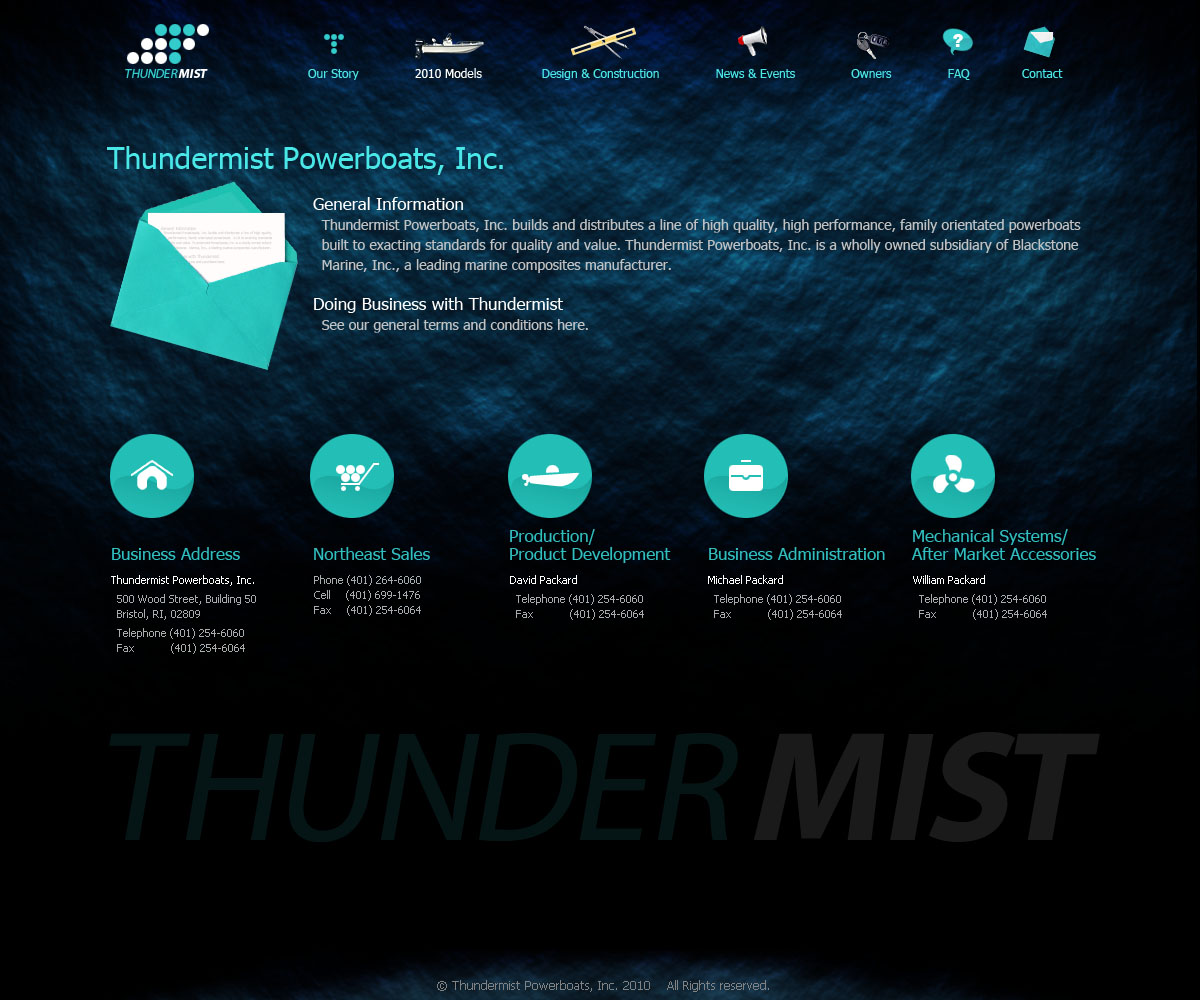 THUNDERMIST
Our Story
2010 Models
Design & Construction
News & Events
Owners
FAQ
Contact
Thundermist Powerboats, Inc.
General Information
Thundermist Powerboats, Inc. builds and distributes a line of high quality, high performance, family orientated powerboats
built to exacting standards for quality and value. Thundermist Powerboats, Inc. is a wholly owned subsidiary of Blackstone
Marine, Inc., a leading marine composites manufacturer.
Doing Business with Thundermist
See our general terms and conditions here.
Business Address
Thundermist Powerboats, Inc.
500 Wood Street, Building 50
Bristol, RI, 02809
Telephone (401) 254-6060
Fax (401) 254-6064
Northeast Sales
Phone (401) 264-6060
Cell (401) 699-1476
Fax (401) 254-6064
Production/
Product Development
David Packard
Telephone (401) 254-6060
Fax (401) 254-6064
Business Administration
Michael Packard
Telephone (401) 254-6060
Fax (401) 254-6064
Mechanical Systems/
After Market Accessories
William Packard
Telephone (401) 254-6060
Fax (401) 254-6064
THUNDERMIST
© Thundermist Powerboats, Inc. 2010 All Rights reserved.